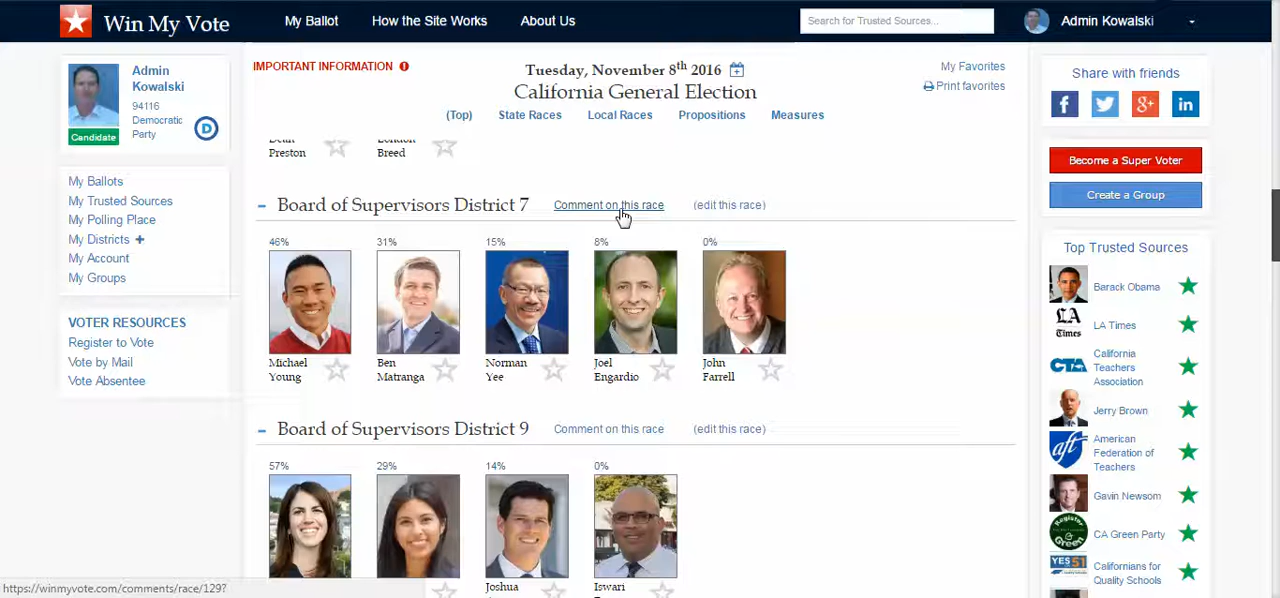 Win My Vote
My Ballot
How the Site Works
About Us
Search for Trusted Sources...
Admin Kowalski
Admin
Kowalski
94116
Democratic
Party
D
Candidate
My Ballots
My Trusted Sources
My Polling Place
My Districts +
My Account
My Groups
VOTER RESOURCES
Register to Vote
Vote by Mail
Vote Absentee
IMPORTANT INFORMATION
Tuesday, November 8th 2016
California General Election
(Top) State Races Local Races Propositions Measures
My Favorites
Print favorites
Preston
Breed
Board of Supervisors District 7 Comment on this race (edit this race)
46% 31% 15% 8% 0%
Michael Ben Norman Joel John
Young Matranga Yee Engardio Farrell
Board of Supervisors District 9 Comment on this race (edit this race)
57% 29% 14% 0%
Joshua Iswari
Share with friends
f g+ in
Become a Super Voter
Create a Group
Top Trusted Sources
Barack Obama
LA
Times
LA Times
CTA
California
Teachers
Association
Jerry Brown
aft
American
Federation of
Teachers
Gavin Newsom
Register
Green
CA Green Party
YES 51
Californians for
Quality Schools
https://winmyvote.com/comments/race/129?